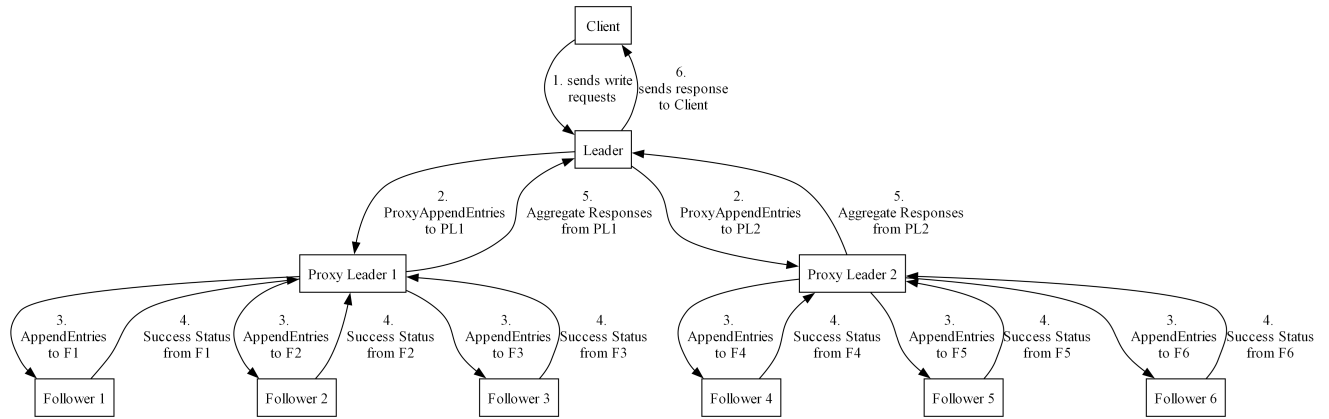 Client
1. sends write
requests
6.
sends response
to Client
Leader
2.
ProxyAppendEntries
to PL1
5.
Aggregate Responses
from PL1
2.
ProxyAppendEntries
to PL2
5.
Aggregate Responses
from PL2
Proxy Leader 1
Proxy Leader 2
3.
AppendEntries
to F1
4.
Success Status
from F1
3.
AppendEntries
to F2
4.
Success Status
from F2
3.
AppendEntries
to F3
4.
Success Status
from F3
3.
AppendEntries
to F4
4.
Success Status
from F4
3.
AppendEntries
to F5
4.
Success Status
from F5
3.
AppendEntries
to F6
4.
Success Status
from F6
Follower 1
Follower 2
Follower 3
Follower 4
Follower 5
Follower 6